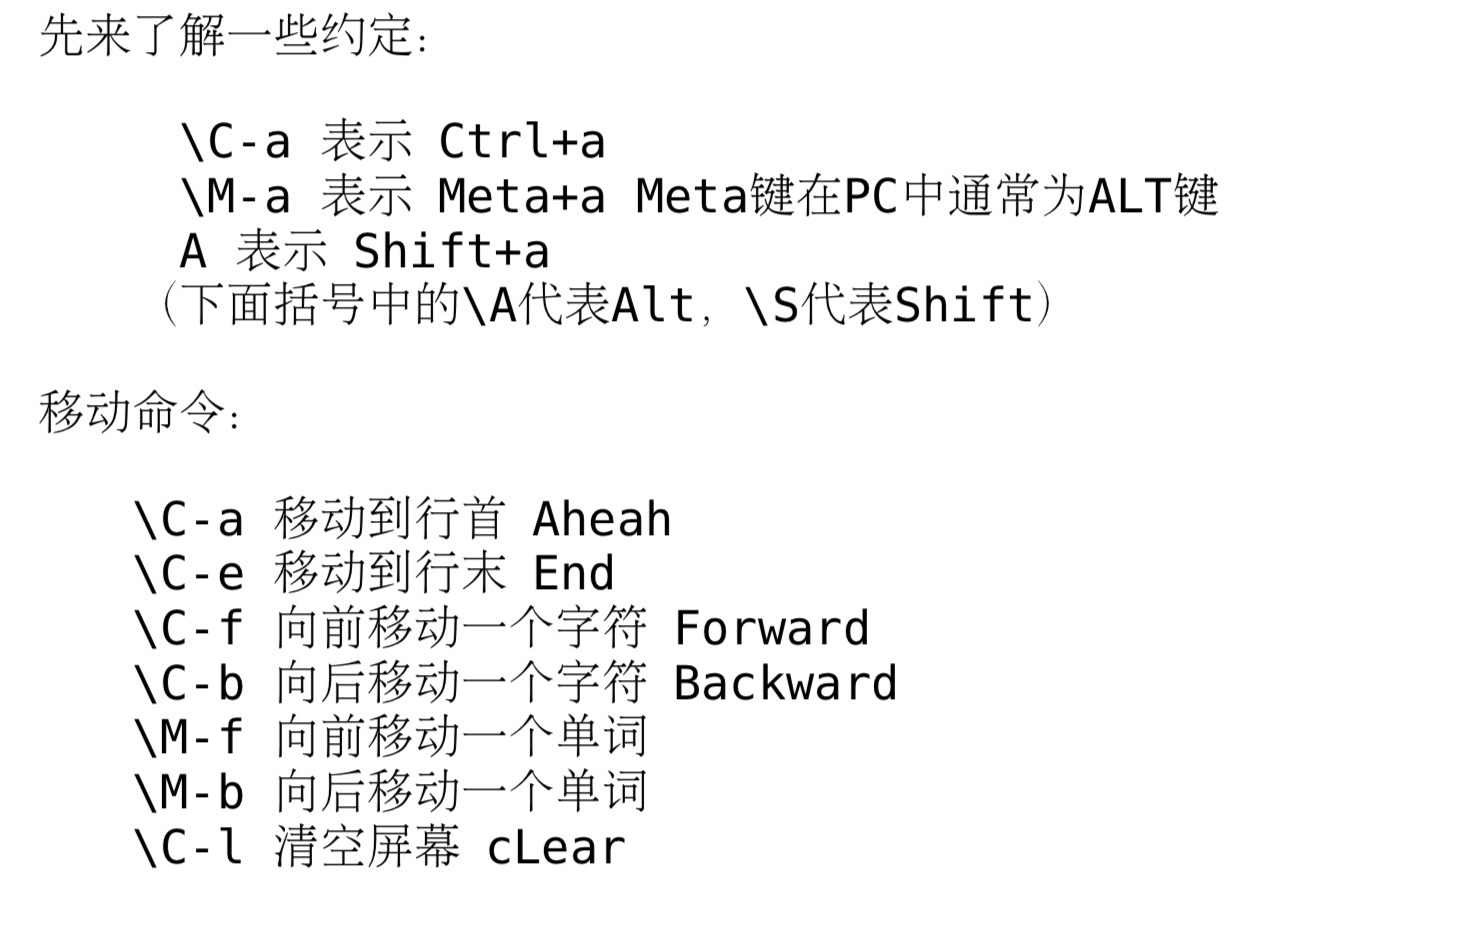 先来了解一些约定：
\C-a 表示 Ctrl+a
\M-a 表示 Meta+a Meta键在PC中通常为ALT键
A 表示 Shift+a
（下面括号中的\A代表Alt，\S代表Shift）
移动命令：
\C-a 移动到行首 Aheah
\C-e 移动到行末 End
\C-f 向前移动一个字符 Forward
\C-b 向后移动一个字符 Backward
\M-f 向前移动一个单词
\M-b 向后移动一个单词
\C-l 清空屏幕 cLear